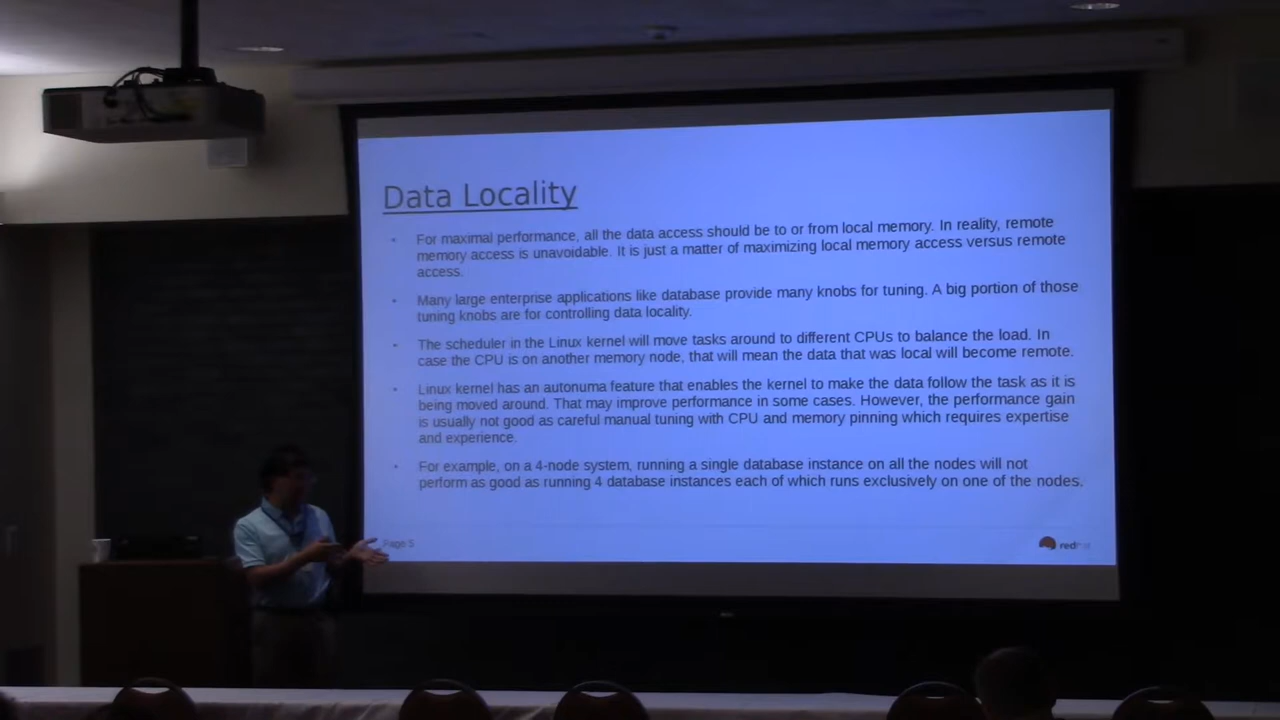 Data Locality
For maximal performance, all the data access should be to or from local memory. In reality, remote
memory access is unavoidable. It is just a matter of maximizing local memory access versus remote
access.
Many large enterprise applications like database provide many knobs for tuning. A big portion of those
tuning knobs are for controlling data locality.
The scheduler in the Linux kernel will move tasks around to different CPUs to balance the load. In
case the CPU is on another memory node, that will mean the data that was local will become remote.
Linux kernel has an autonuma feature that enables the kernel to make the data follow the task as it is
being moved around. That may improve performance in some cases. However, the performance gain
is usually not good as careful manual tuning with CPU and memory pinning which requires expertise
and experience.
For example, on a 4-node system, running a single database instance on all the nodes will not
perform as good as running 4 database instances each of which runs exclusively on one of the nodes.
Page 5
redhat